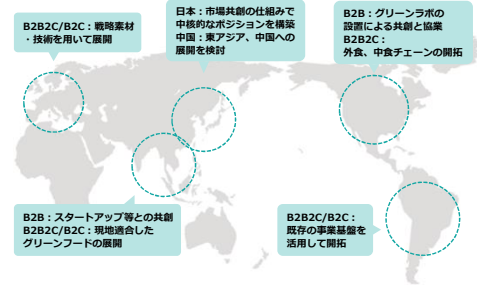 B2B2C/B2C：戦略素材
・技術を用いて展開
日本：市場共創の仕組みで
中核的なポジションを構築
中国：東アジア、中国への
展開を検討
B2B：グリーンラボの
設置による共創と協業
B2B2C：
外食、中食チェーンの開拓
B2B：スタートアップ等との共創
B2B2C/B2C：現地適合した
グリーンフードの展開
B2B2C/B2C：
既存の事業基盤を
活用して開拓